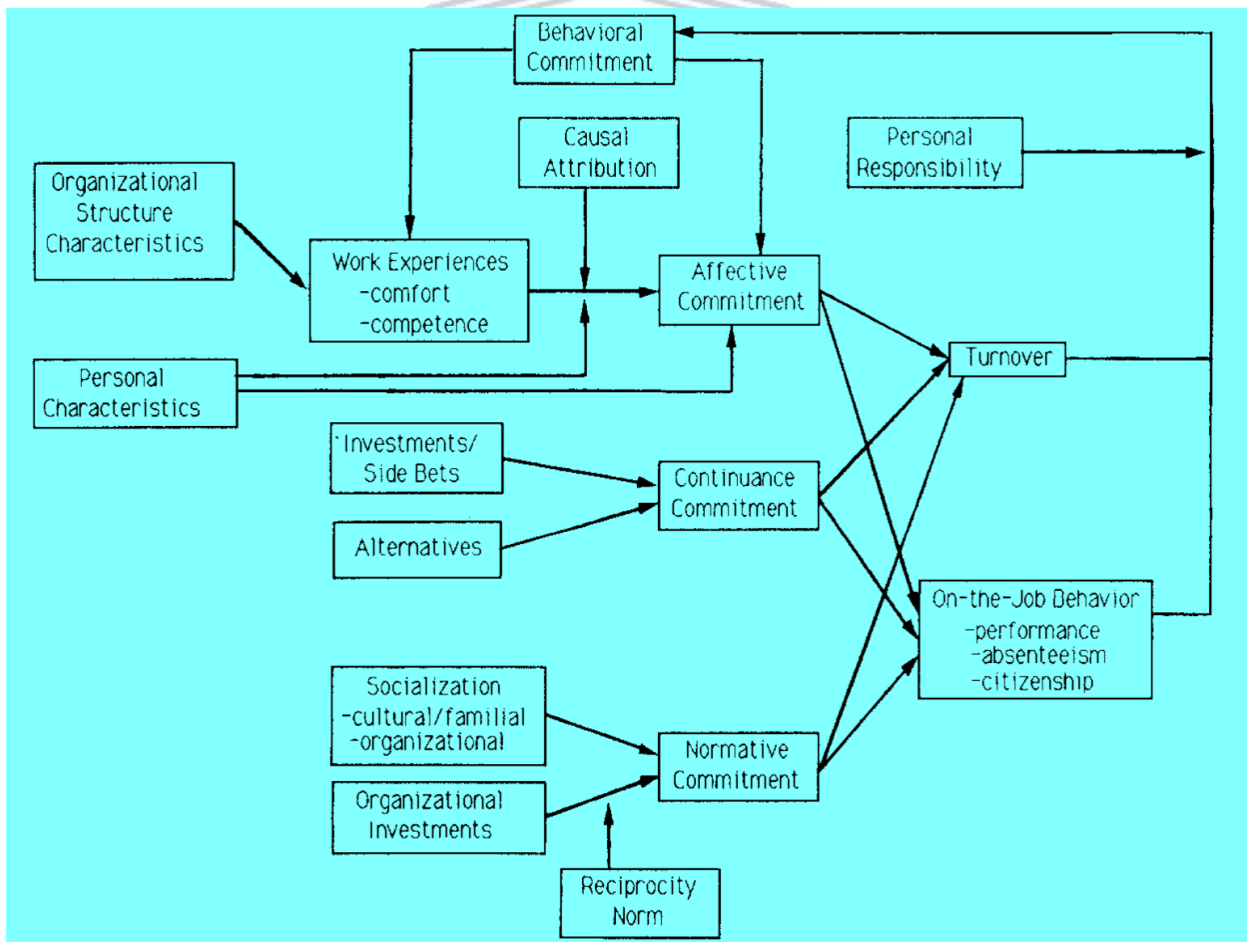 Behavioral
Commitment
Causal
Attribution
Personal
Responsibility
Organizational
Structure
Characteristics
Work Experiences
-comfort
-competence
Affective
Commitment
Turnover
Personal
Characteristics
Investments/
Side Bets
Continuance
Commitment
Alternatives
On-the-Job Behavior
-performance
-absenteeism
-citizenship
Socialization
-cultural/familial
-organizational
Normative
Commitment
Organizational
Investments
Reciprocity
Norm